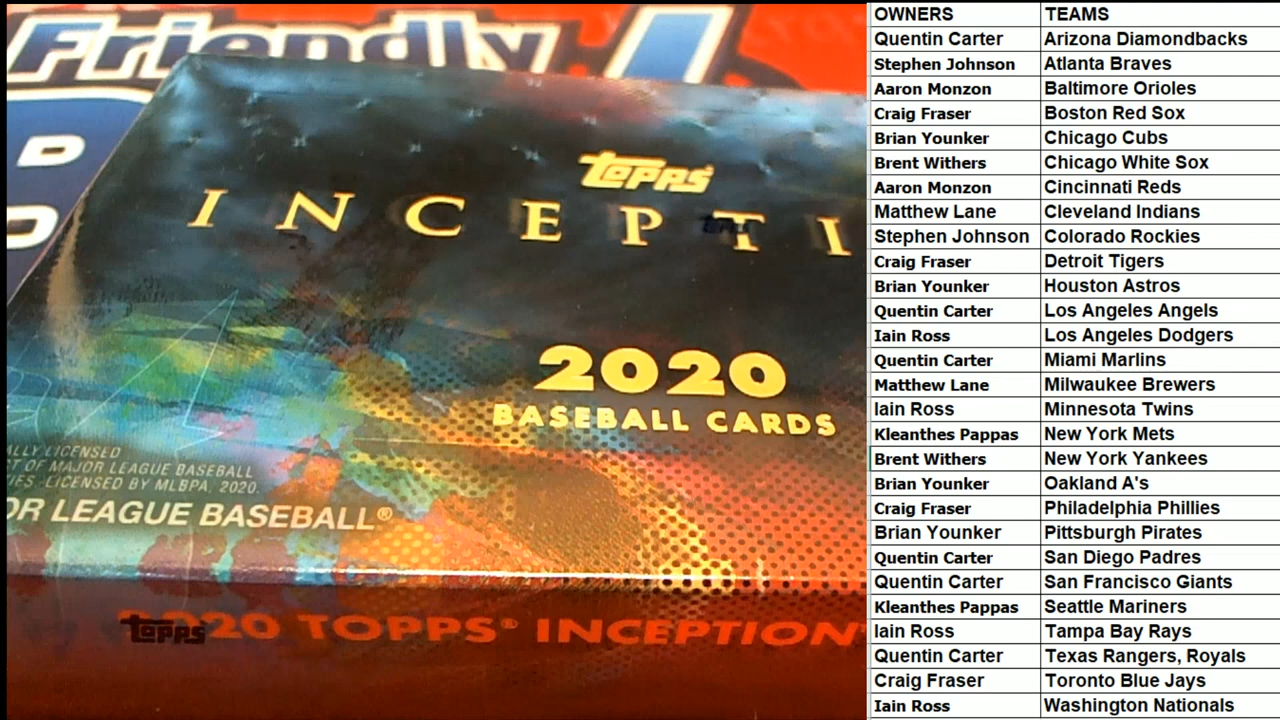 Friendly
Topps
INCEPTI
2020
BASEBALL CARDS
ALLY LICENSED
CT OF MAJOR LEAGUE BASEBALL
IES LICENSED BY MLBPA, 2020.
OR LEAGUE BASEBALL®
topps
20 TOPPS® INCEPTION
OWNERS TEAMS
Quentin Carter Arizona Diamondbacks
Stephen Johnson Atlanta Braves
Aaron Monzon Baltimore Orioles
Craig Fraser Boston Red Sox
Brian Younker Chicago Cubs
Brent Withers Chicago White Sox
Aaron Monzon Cincinnati Reds
Matthew Lane Cleveland Indians
Stephen Johnson Colorado Rockies
Craig Fraser Detroit Tigers
Brian Younker Houston Astros
Quentin Carter Los Angeles Angels
Iain Ross Los Angeles Dodgers
Quentin Carter Miami Marlins
Matthew Lane Milwaukee Brewers
Iain Ross Minnesota Twins
Kleanthes Pappas New York Mets
Brent Withers New York Yankees
Brian Younker Oakland A's
Craig Fraser Philadelphia Phillies
Brian Younker Pittsburgh Pirates
Quentin Carter San Diego Padres
Quentin Carter San Francisco Giants
Kleanthes Pappas Seattle Mariners
Iain Ross Tampa Bay Rays
Quentin Carter Texas Rangers, Royals
Craig Fraser Toronto Blue Jays
Iain Ross Washington Nationals